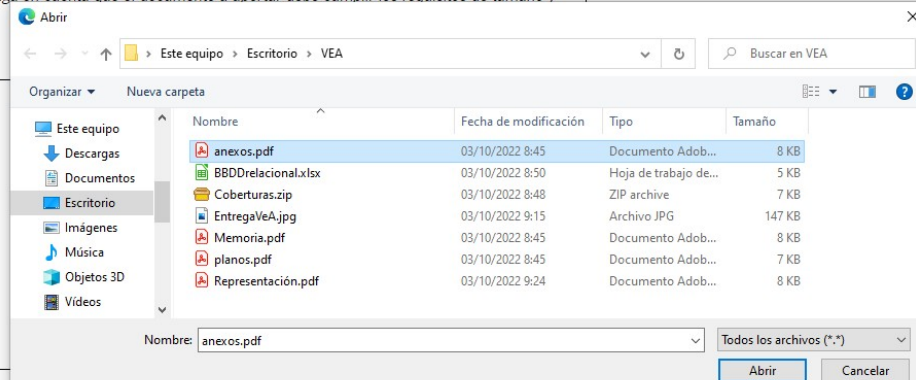 Abrir
Este equipo > Escritorio > VEA
Buscar en VEA
Organizar
Nueva carpeta
Nombre Fecha de modificación Tipo Tamaño
Este equipo
Descargas
Documentos
Escritorio
Imágenes
Música
Objetos 3D
Vídeos
anexos.pdf 03/10/2022 8:45 Documento Adob... 8 KB
BBDDrelacional.xlsx 03/10/2022 8:50 Hoja de trabajo de... 5 KB
Coberturas.zip 03/10/2022 8:48 ZIP archive 7 KB
EntregaVeA.jpg 03/10/2022 9:15 Archivo JPG 147 KB
Memoria.pdf 03/10/2022 8:45 Documento Adob... 8 KB
planos.pdf 03/10/2022 8:45 Documento Adob... 7 KB
Representación.pdf 03/10/2022 9:24 Documento Adob... 8 KB
Nombre: anexos.pdf
Todos los archivos (*.*)
Abrir
Cancelar